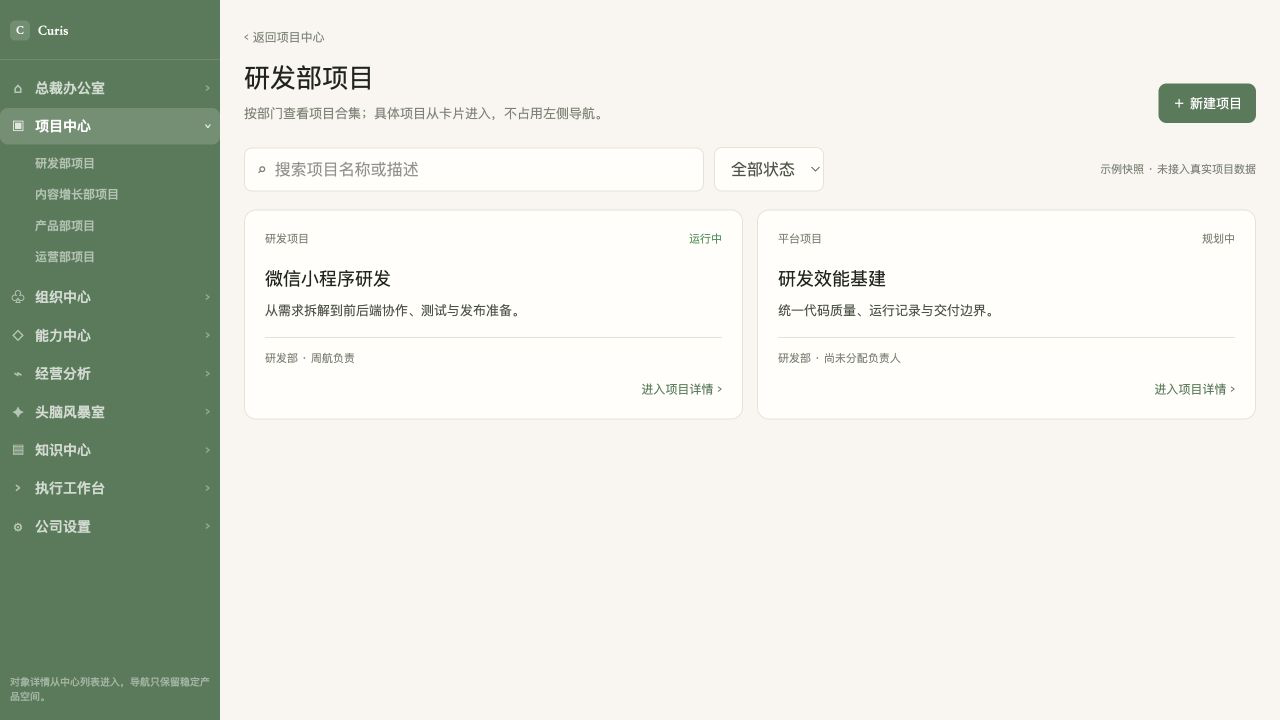 C Curis
总裁办公室
项目中心
研发部项目
内容增长部项目
产品部项目
运营部项目
组织中心
能力中心
经营分析
头脑风暴室
知识中心
执行工作台
公司设置
对象详情从中心列表进入，导航只保留稳定产
品空间。
‹ 返回项目中心
研发部项目
按部门查看项目合集；具体项目从卡片进入，不占用左侧导航。
+ 新建项目
搜索项目名称或描述
全部状态
示例快照 · 未接入真实项目数据
研发项目
运行中
微信小程序研发
从需求拆解到前后端协作、测试与发布准备。
研发部 · 周航负责
进入项目详情 ›
平台项目
规划中
研发效能基建
统一代码质量、运行记录与交付边界。
研发部 · 尚未分配负责人
进入项目详情 ›